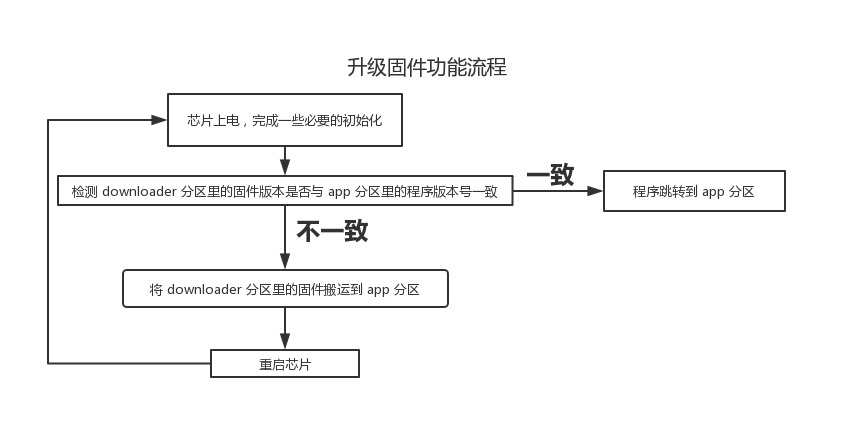 升级固件功能流程
芯片上电，完成一些必要的初始化
检测 downloader 分区里的固件版本是否与 app 分区里的程序版本号一致
一致
程序跳转到 app 分区
不一致
将 downloader 分区里的固件搬运到 app 分区
重启芯片